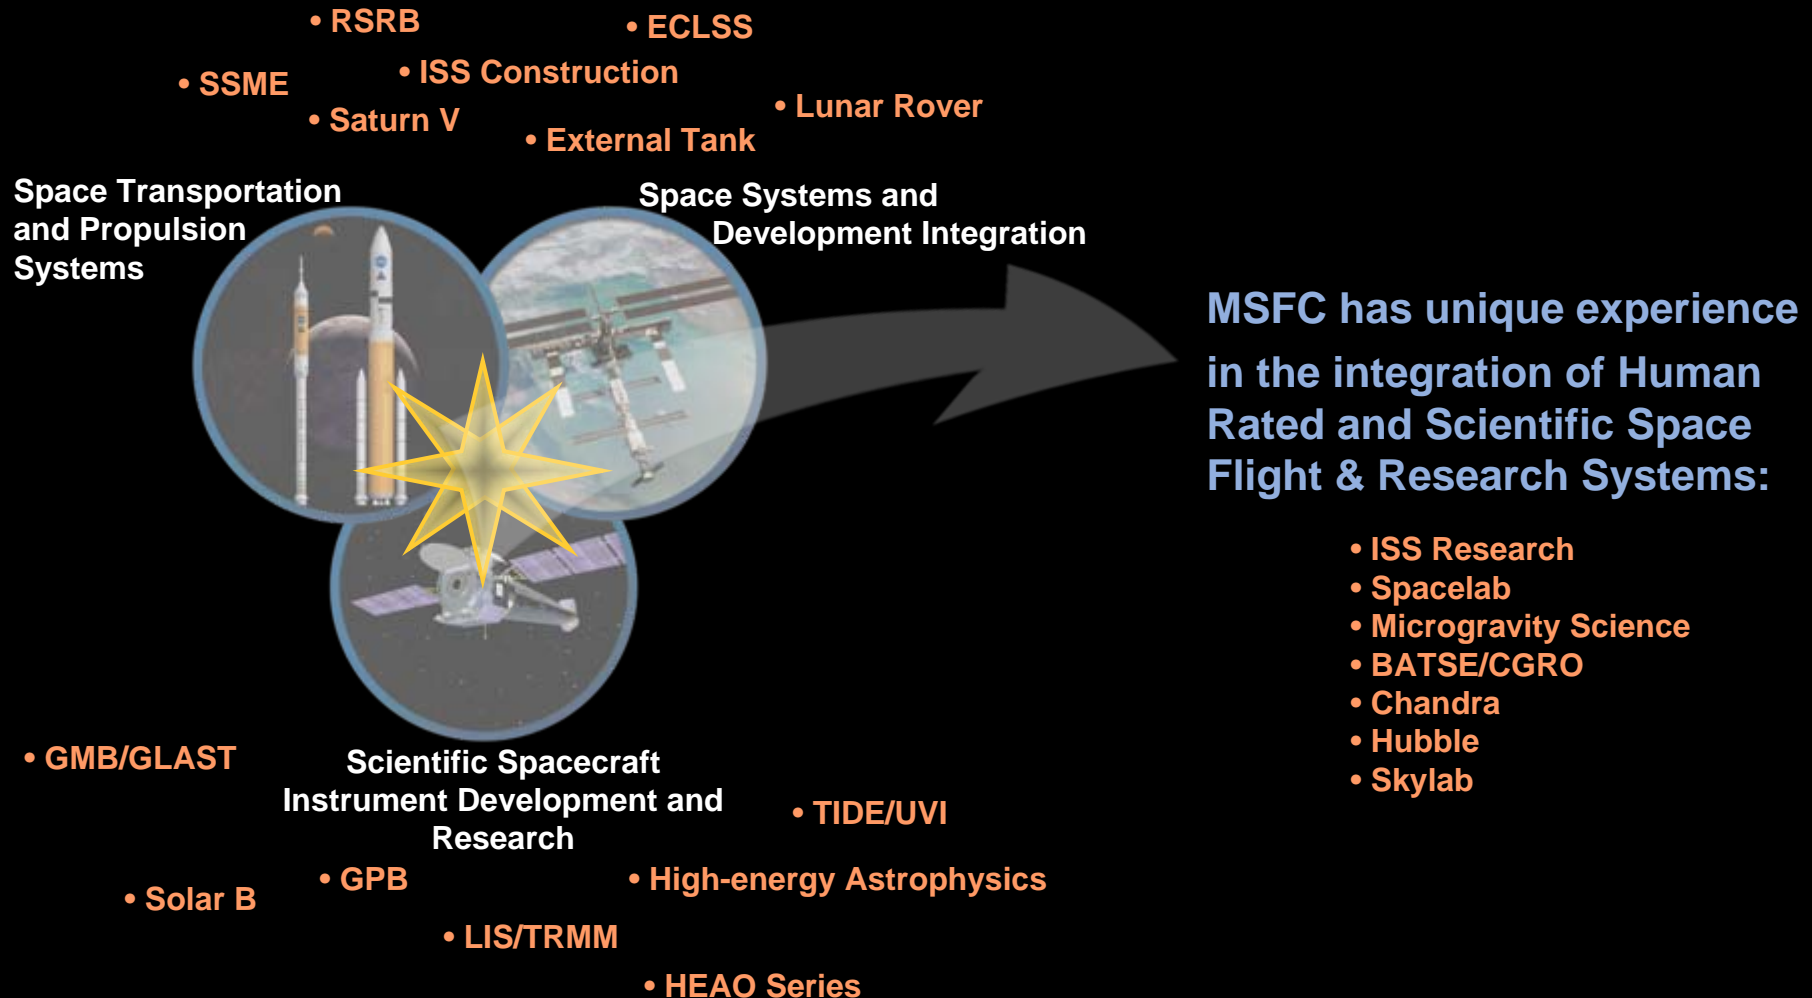 • RSRB
• ECLSS
• SSME
• ISS Construction
• Saturn V
• External Tank
• Lunar Rover
Space Transportation
and Propulsion
Systems
Space Systems and
Development Integration
MSFC has unique experience
in the integration of Human
Rated and Scientific Space
Flight & Research Systems:
• ISS Research
• Spacelab
• Microgravity Science
• BATSE/CGRO
• Chandra
• Hubble
• Skylab
• GMB/GLAST
Scientific Spacecraft
Instrument Development and
Research
• TIDE/UVI
• Solar B
• GPB
• High-energy Astrophysics
• LIS/TRMM
• HEAO Series